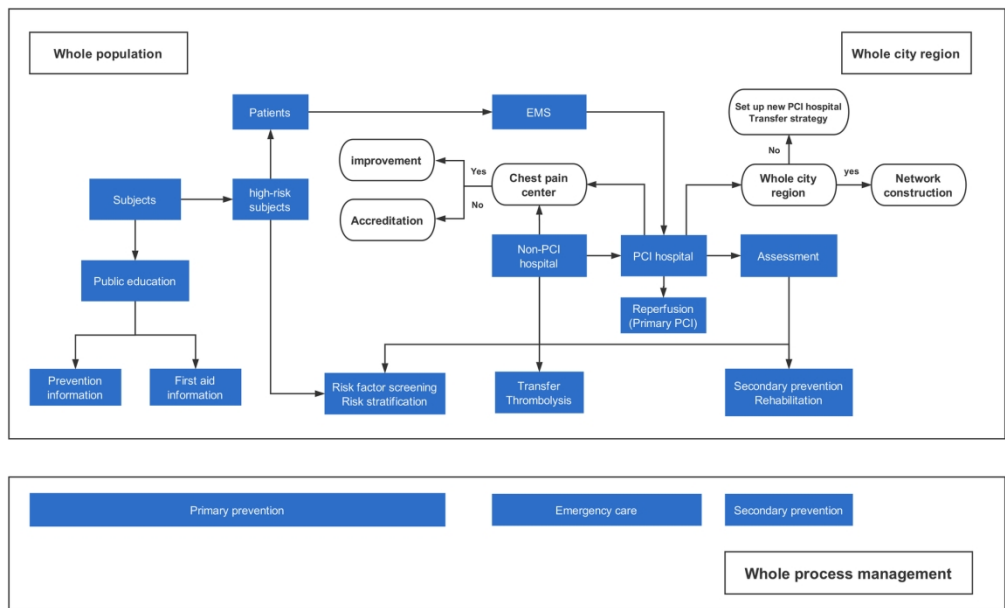 Whole population
Whole city region
Set up new PCI hospital
Transfer strategy
Patients
EMS
No
improvement
Yes
Chest pain
center
Whole city
region
yes
Network
construction
Subjects
high-risk
subjects
No
Accreditation
Non-PCI
hospital
PCI hospital
Assessment
Public education
Reperfusion
(Primary PCI)
Prevention
information
First aid
information
Risk factor screening
Risk stratification
Transfer
Thrombolysis
Secondary prevention
Rehabilitation
Primary prevention
Emergency care
Secondary prevention
Whole process management